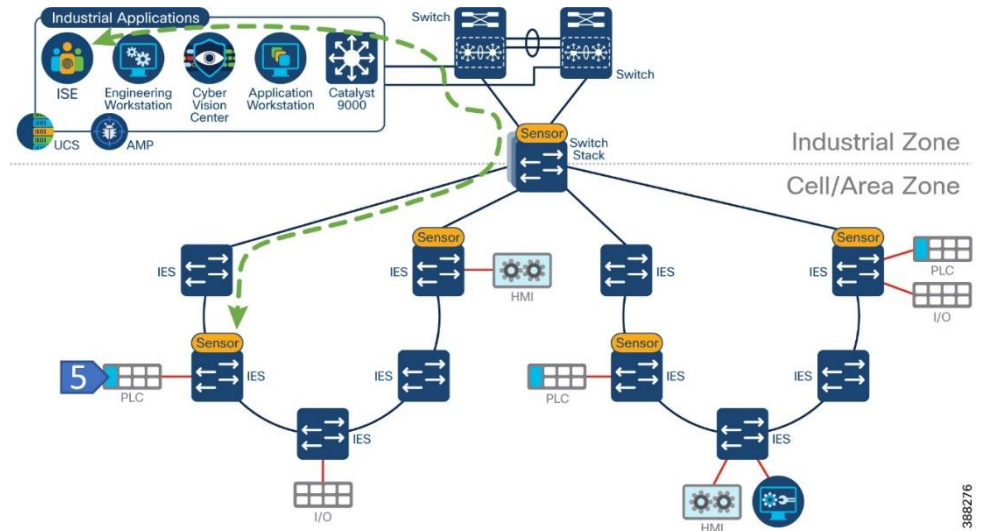 Industrial Applications
ISE
Engineering
Workstation
Cyber
Vision
Center
Application
Workstation
Catalyst
9000
UCS
AMP
Switch
Switch
Sensor
Switch
Stack
Industrial Zone
Cell/Area Zone
IES
Sensor
IES
HMI
Sensor
IES
5
PLC
IES
IES
I/O
IES
Sensor
IES
PLC
I/O
Sensor
IES
PLC
IES
IES
HMI
388276